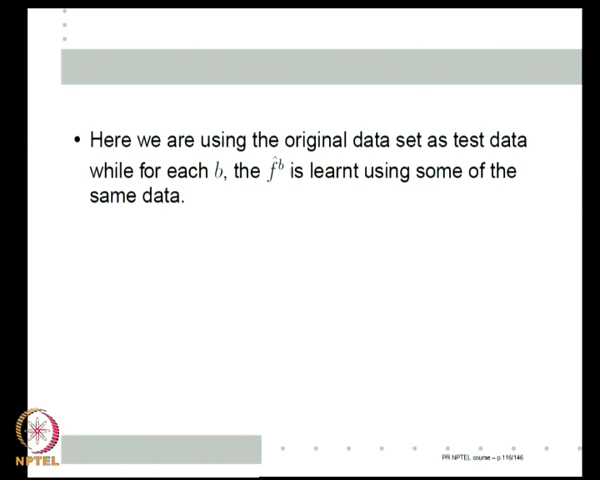 • Here we are using the original data set as test data
while for each b, the f̂ᵇ is learnt using some of the
same data.
NPTEL
PR NPTEL course – p.116/146